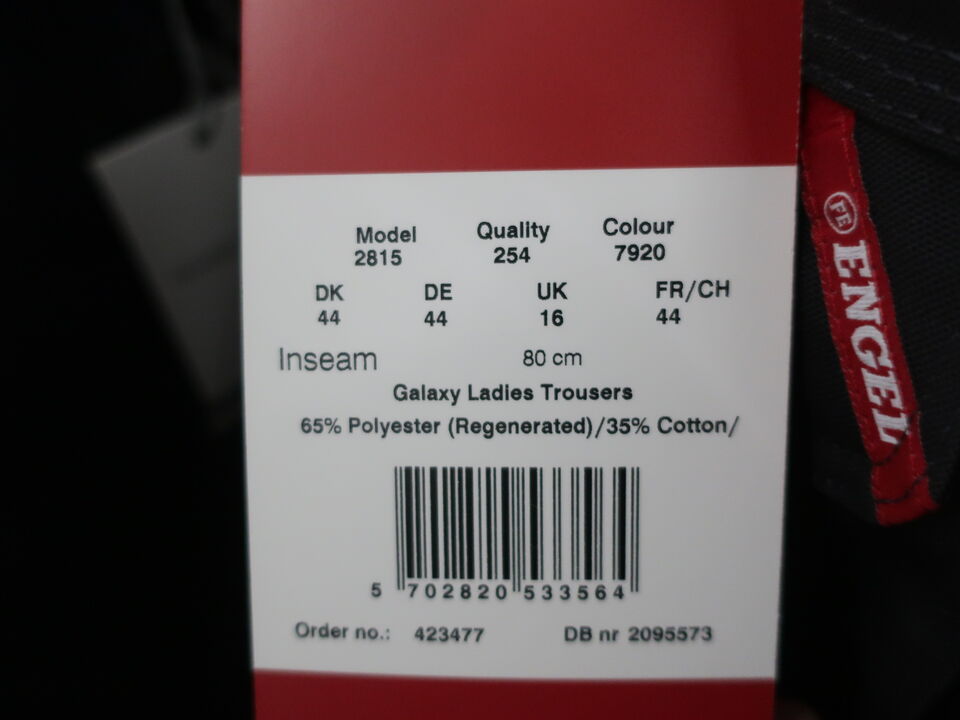 Model Quality Colour
2815 254 7920
DK DE UK FR/CH
44 44 16 44
Inseam 80 cm
Galaxy Ladies Trousers
65% Polyester (Regenerated)/35% Cotton/
5 702820 533564
Order no.: 423477 DB nr 2095573
FE ENGEL